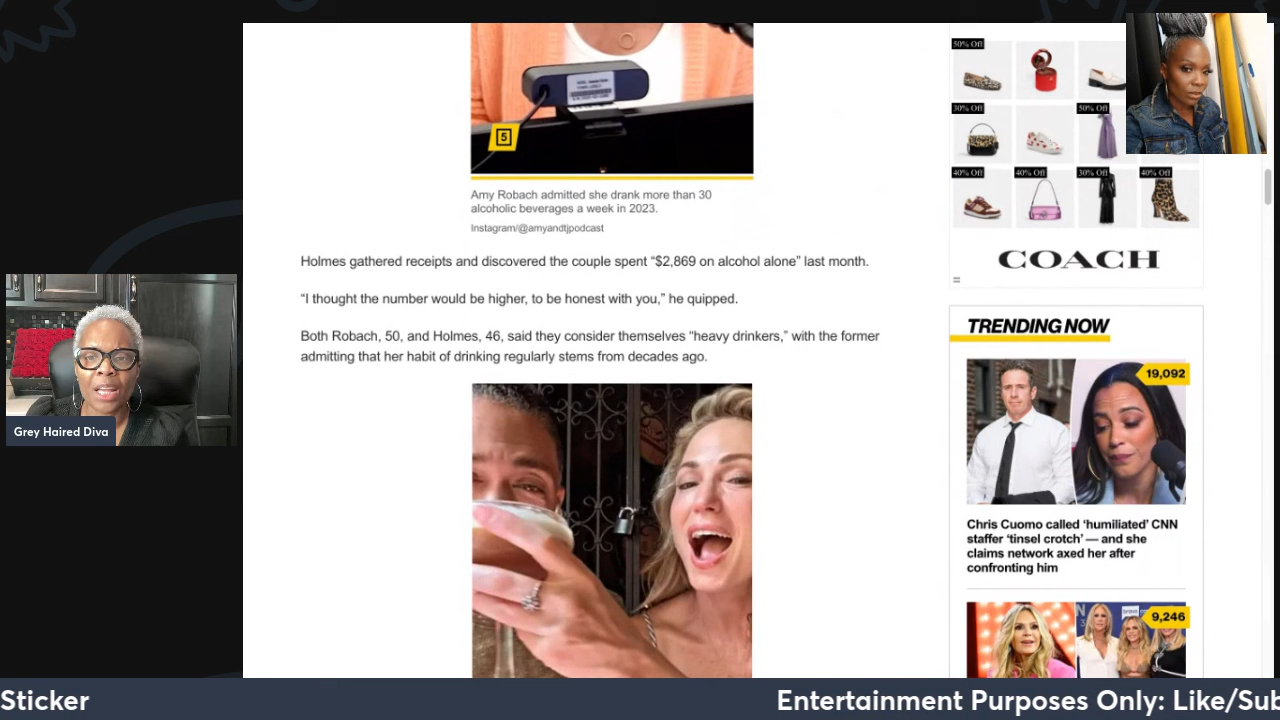 50% Off
30% Off
50% Off
40% Off
40% Off
30% Off
40% Off
COACH
5
Amy Robach admitted she drank more than 30
alcoholic beverages a week in 2023.
Instagram/@amyandtjpodcast
Holmes gathered receipts and discovered the couple spent “$2,869 on alcohol alone” last month.
“I thought the number would be higher, to be honest with you,” he quipped.
Both Robach, 50, and Holmes, 46, said they consider themselves “heavy drinkers,” with the former
admitting that her habit of drinking regularly stems from decades ago.
TRENDING NOW
19,092
Chris Cuomo called ‘humiliated’ CNN
staffer ‘tinsel crotch’ — and she
claims network axed her after
confronting him
9,246
Grey Haired Diva
Sticker
Entertainment Purposes Only: Like/Sub